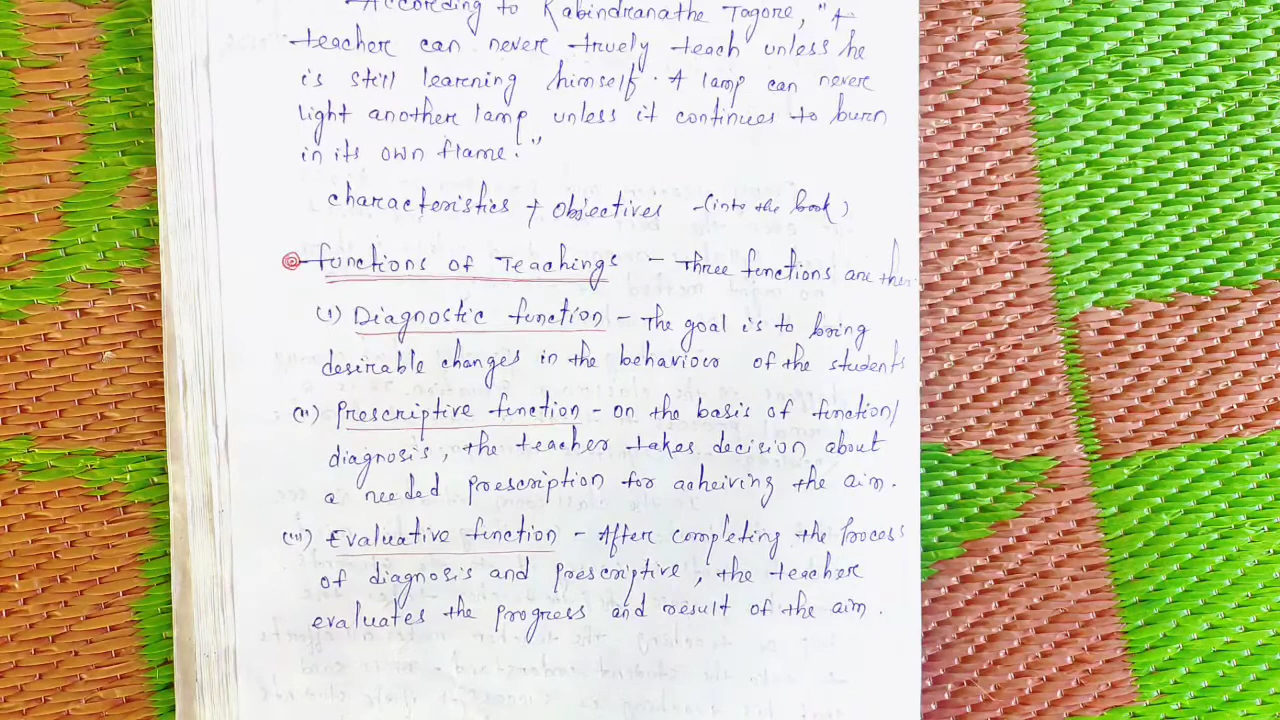 According to Rabindranathe Tagore, "A
teacher can never truely teach unless he
is still learning himself. A lamp can never
light another lamp unless it continues to burn
in its own flame."
characteristics + Objectives - (into the book)
Functions of Teachings - Three functions are
(i) Diagnostic function - The goal is to bring
desirable changes in the behaviour of the students
(ii) Prescriptive function - on the basis of function/
diagnosis, the teacher takes decision about
a needed prescription for acheiving the aim.
(iii) Evaluative function - After completing the process
of diagnosis and prescriptive, the teacher
evaluates the progress and result of the aim.